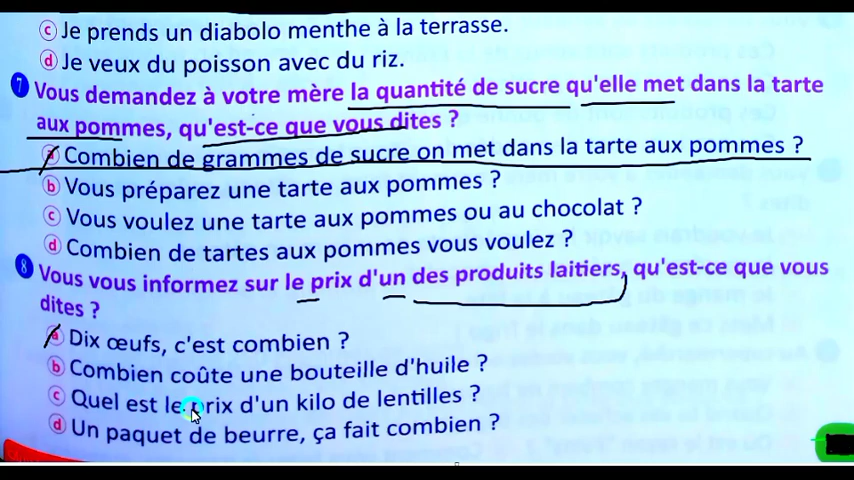 c Je prends un diabolo menthe à la terrasse.
d Je veux du poisson avec du riz.
7 Vous demandez à votre mère la quantité de sucre qu'elle met dans la tarte
aux pommes, qu'est-ce que vous dites ?
a Combien de grammes de sucre on met dans la tarte aux pommes ?
b Vous préparez une tarte aux pommes ?
c Vous voulez une tarte aux pommes ou au chocolat ?
d Combien de tartes aux pommes vous voulez ?
8 Vous vous informez sur le prix d'un des produits laitiers, qu'est-ce que vous
dites ?
a Dix œufs, c'est combien ?
b Combien coûte une bouteille d'huile ?
c Quel est le prix d'un kilo de lentilles ?
d Un paquet de beurre, ça fait combien ?